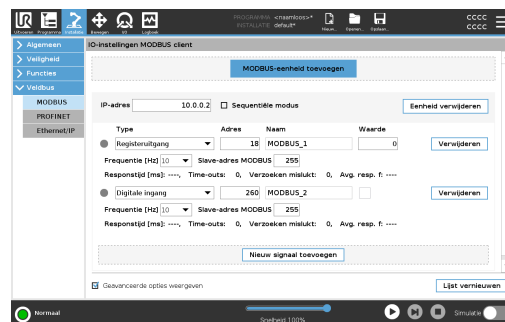 PROGRAMMA <naamloos>*
INSTALLATIE default*
CCCC
CCCC
Uitvoeren Programma Installatie Bewegen I/O Logboek Nieuw... Openen... Opslaan...
Algemeen
Veiligheid
Functies
Veldbus
MODBUS
PROFINET
Ethernet/IP
IO-instellingen MODBUS client
MODBUS-eenheid toevoegen
IP-adres 10.0.0.2 Sequentiële modus Eenheid verwijderen
Type Adres Naam Waarde
Registeruitgang 18 MODBUS_1 0 Verwijderen
Frequentie [Hz] 10 Slave-adres MODBUS 255
Responstijd [ms]: ----, Time-outs: 0, Verzoeken mislukt: 0, Avg. resp. f: ----
Digitale ingang 260 MODBUS_2 Verwijderen
Frequentie [Hz] 10 Slave-adres MODBUS 255
Responstijd [ms]: ----, Time-outs: 0, Verzoeken mislukt: 0, Avg. resp. f: ----
Nieuw signaal toevoegen
Geavanceerde opties weergeven Lijst vernieuwen
Normaal
Snelheid 100%
Simulatie